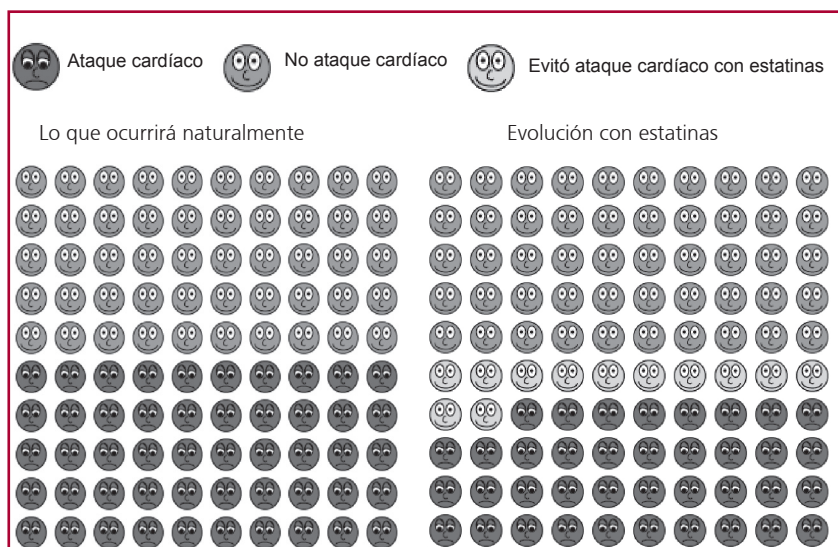 Ataque cardíaco
No ataque cardíaco
Evitó ataque cardíaco con estatinas
Lo que ocurrirá naturalmente
Evolución con estatinas